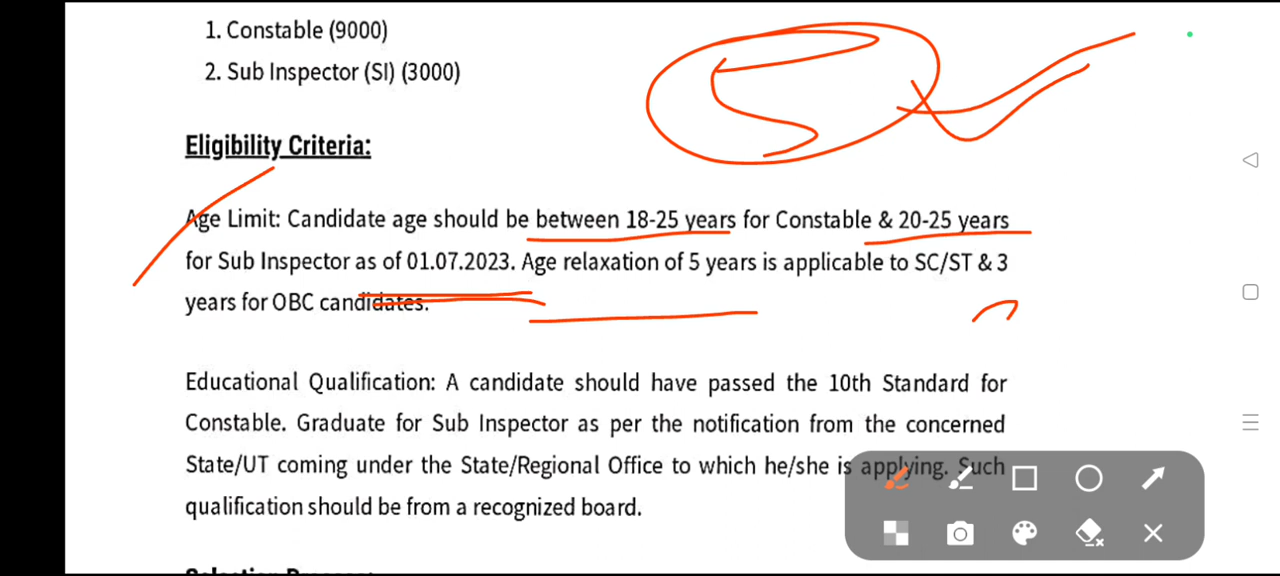 1. Constable (9000)
2. Sub Inspector (SI) (3000)
Eligibility Criteria:
Age Limit: Candidate age should be between 18-25 years for Constable & 20-25 years
for Sub Inspector as of 01.07.2023. Age relaxation of 5 years is applicable to SC/ST & 3
years for OBC candidates.
Educational Qualification: A candidate should have passed the 10th Standard for
Constable. Graduate for Sub Inspector as per the notification from the concerned
State/UT coming under the State/Regional Office to which he/she is applying. Such
qualification should be from a recognized board.